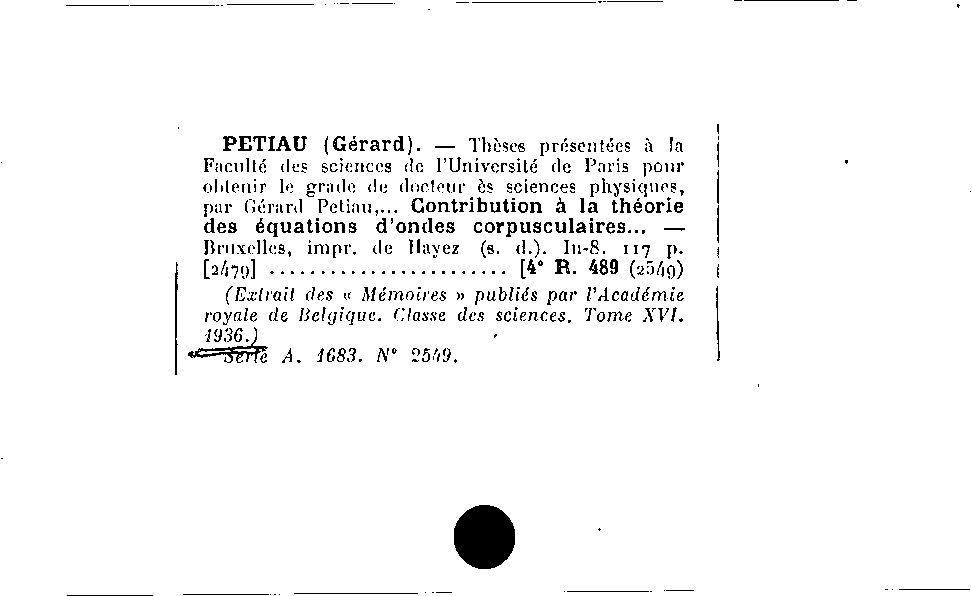 PETIAU (Gérard). — Thèses présentées à la
Faculté des sciences de l'Université de Paris pour
obtenir le grade de docteur ès sciences physiques,
par Gérard Petiau,... Contribution à la théorie
des équations d'ondes corpusculaires... —
Bruxelles, impr. de Hayez (s. d.). In-8. 117 p.
[2479] ....................... [4° R. 489 (2549)
(Extrait des « Mémoires » publiés par l'Académie
royale de Belgique. Classe des sciences. Tome XVI.
1936.)
Série A. 1683. N° 2549.